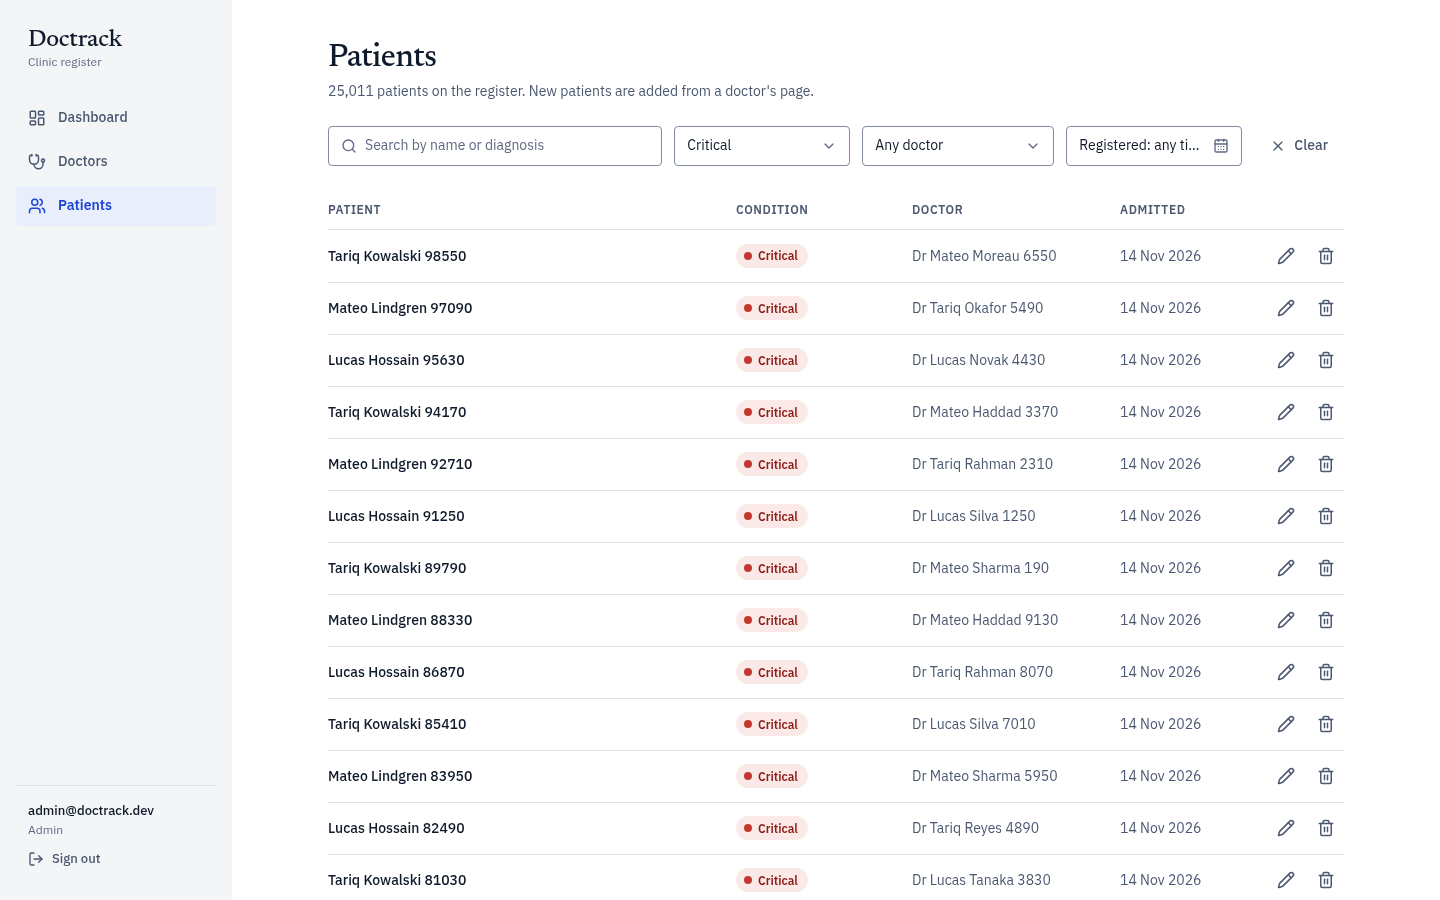 Doctrack
Clinic register
Dashboard
Doctors
Patients
admin@doctrack.dev
Admin
Sign out
Patients
25,011 patients on the register. New patients are added from a doctor's page.
Search by name or diagnosis
Critical
Any doctor
Registered: any ti...
Clear
PATIENT CONDITION DOCTOR ADMITTED
Tariq Kowalski 98550 Critical Dr Mateo Moreau 6550 14 Nov 2026
Mateo Lindgren 97090 Critical Dr Tariq Okafor 5490 14 Nov 2026
Lucas Hossain 95630 Critical Dr Lucas Novak 4430 14 Nov 2026
Tariq Kowalski 94170 Critical Dr Mateo Haddad 3370 14 Nov 2026
Mateo Lindgren 92710 Critical Dr Tariq Rahman 2310 14 Nov 2026
Lucas Hossain 91250 Critical Dr Lucas Silva 1250 14 Nov 2026
Tariq Kowalski 89790 Critical Dr Mateo Sharma 190 14 Nov 2026
Mateo Lindgren 88330 Critical Dr Mateo Haddad 9130 14 Nov 2026
Lucas Hossain 86870 Critical Dr Tariq Rahman 8070 14 Nov 2026
Tariq Kowalski 85410 Critical Dr Lucas Silva 7010 14 Nov 2026
Mateo Lindgren 83950 Critical Dr Mateo Sharma 5950 14 Nov 2026
Lucas Hossain 82490 Critical Dr Tariq Reyes 4890 14 Nov 2026
Tariq Kowalski 81030 Critical Dr Lucas Tanaka 3830 14 Nov 2026